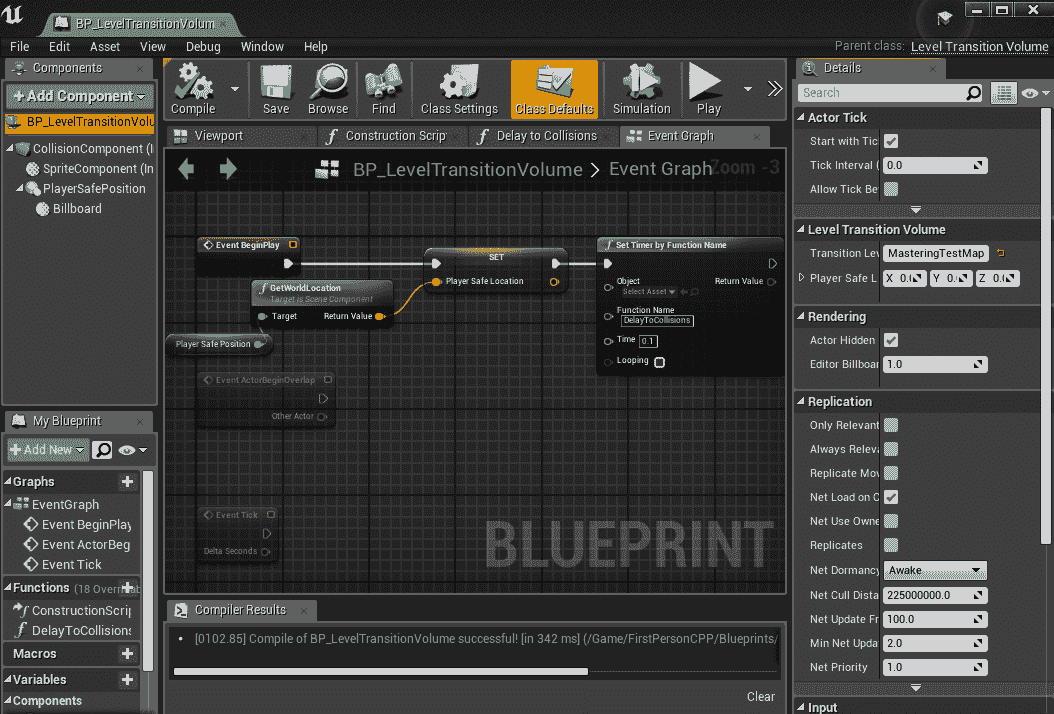 BP_LevelTransitionVolum
File Edit Asset View Debug Window Help
Parent class: Level Transition Volume
Components
+Add Component
BP_LevelTransitionVolu
CollisionComponent (I
SpriteComponent (In
PlayerSafePosition
Billboard
Compile
Save
Browse
Find
Class Settings
Class Defaults
Simulation
Play
Viewport
Construction Scrip
Delay to Collisions
Event Graph
BP_LevelTransitionVolume > Event Graph
Zoom -3
Event BeginPlay
SET
Player Safe Location
GetWorldLocation
Target is Scene Component
Target
Return Value
Player Safe Position
Set Timer by Function Name
Object
Select Asset
Return Value
Function Name
DelayToCollisions
Time 0.1
Looping
Event ActorBeginOverlap
Other Actor
Event Tick
Delta Seconds
BLUEPRINT
My Blueprint
+Add New
Graphs
EventGraph
Event BeginPlay
Event ActorBeg
Event Tick
Functions (18 Overrid
ConstructionScrip
DelayToCollisions
Macros
Variables
Components
Compiler Results
[0102.85] Compile of BP_LevelTransitionVolume successful! [in 342 ms] (/Game/FirstPersonCPP/Blueprints/
Clear
Details
Search
Actor Tick
Start with Tic
Tick Interval ( 0.0
Allow Tick Be
Level Transition Volume
Transition Lev MasteringTestMap
Player Safe L X 0.0 Y 0.0 Z 0.0
Rendering
Actor Hidden
Editor Billboar 1.0
Replication
Only Relevant
Always Releva
Replicate Mov
Net Load on C
Net Use Owne
Replicates
Net Dormancy Awake
Net Cull Dista 225000000.0
Net Update Fr 100.0
Min Net Updat 2.0
Net Priority 1.0
Input